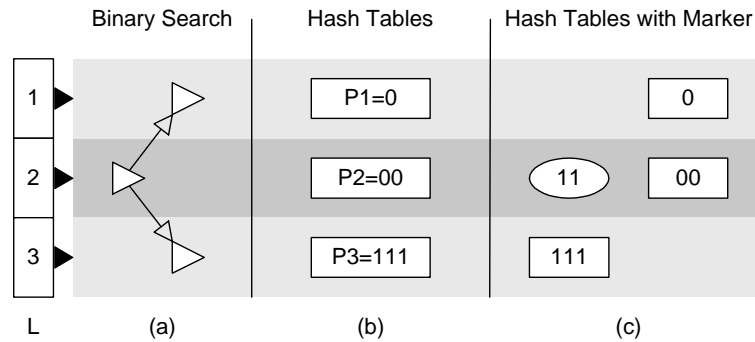 Binary Search Hash Tables Hash Tables with Marker
1 P1=0 0
2 P2=00 11 00
3 P3=111 111
L (a) (b) (c)